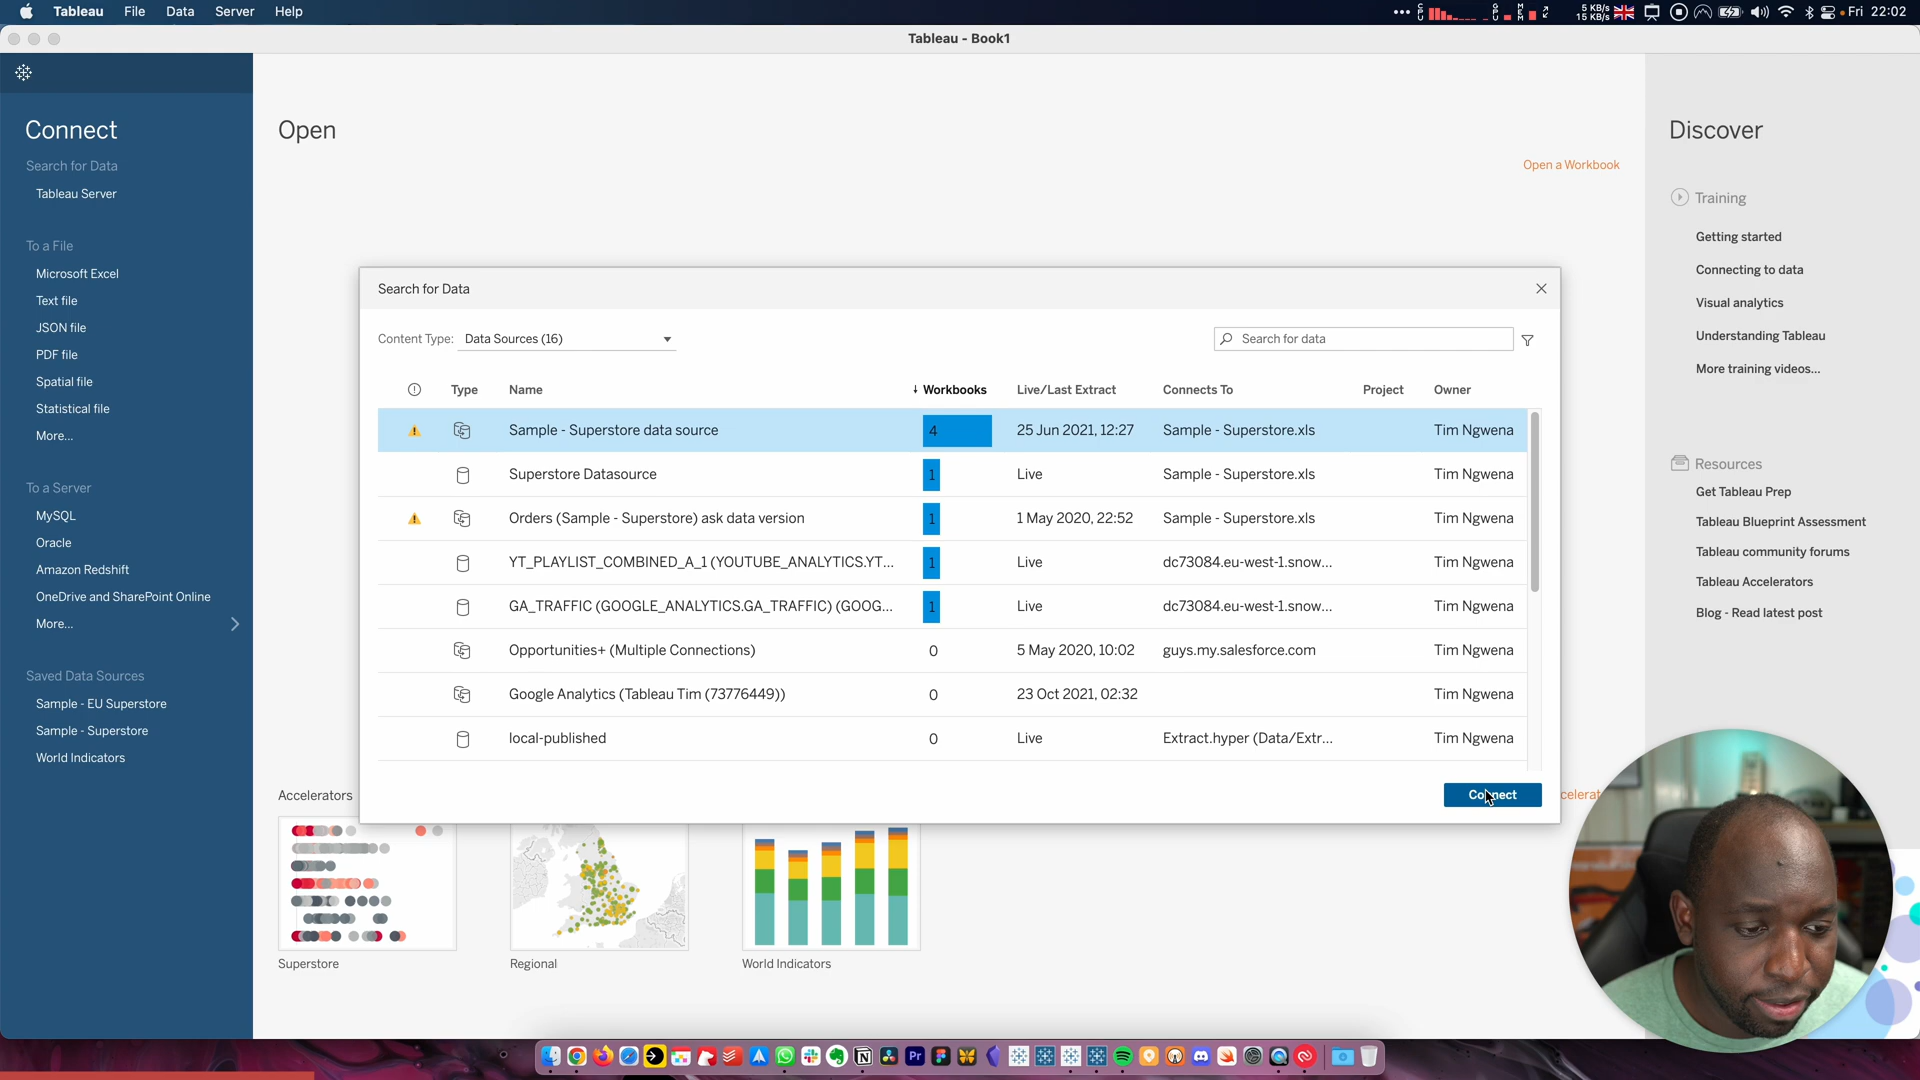 Tableau File Data Server Help
5 KB/s
15 KB/s
Fri 22:02
Tableau - Book1
Connect
Search for Data
Tableau Server
To a File
Microsoft Excel
Text file
JSON file
PDF file
Spatial file
Statistical file
More...
To a Server
MySQL
Oracle
Amazon Redshift
OneDrive and SharePoint Online
More...
Saved Data Sources
Sample - EU Superstore
Sample - Superstore
World Indicators
Open
Open a Workbook
Search for Data
Content Type: Data Sources (16)
Search for data
Type Name ↓ Workbooks Live/Last Extract Connects To Project Owner
Sample - Superstore data source 4 25 Jun 2021, 12:27 Sample - Superstore.xls Tim Ngwena
Superstore Datasource 1 Live Sample - Superstore.xls Tim Ngwena
Orders (Sample - Superstore) ask data version 1 1 May 2020, 22:52 Sample - Superstore.xls Tim Ngwena
YT_PLAYLIST_COMBINED_A_1 (YOUTUBE_ANALYTICS.YT... 1 Live dc73084.eu-west-1.snow... Tim Ngwena
GA_TRAFFIC (GOOGLE_ANALYTICS.GA_TRAFFIC) (GOOG... 1 Live dc73084.eu-west-1.snow... Tim Ngwena
Opportunities+ (Multiple Connections) 0 5 May 2020, 10:02 guys.my.salesforce.com Tim Ngwena
Google Analytics (Tableau Tim (73776449)) 0 23 Oct 2021, 02:32 Tim Ngwena
local-published 0 Live Extract.hyper (Data/Extr... Tim Ngwena
Connect
Accelerators
Superstore
Regional
World Indicators
Discover
Training
Getting started
Connecting to data
Visual analytics
Understanding Tableau
More training videos...
Resources
Get Tableau Prep
Tableau Blueprint Assessment
Tableau community forums
Tableau Accelerators
Blog - Read latest post